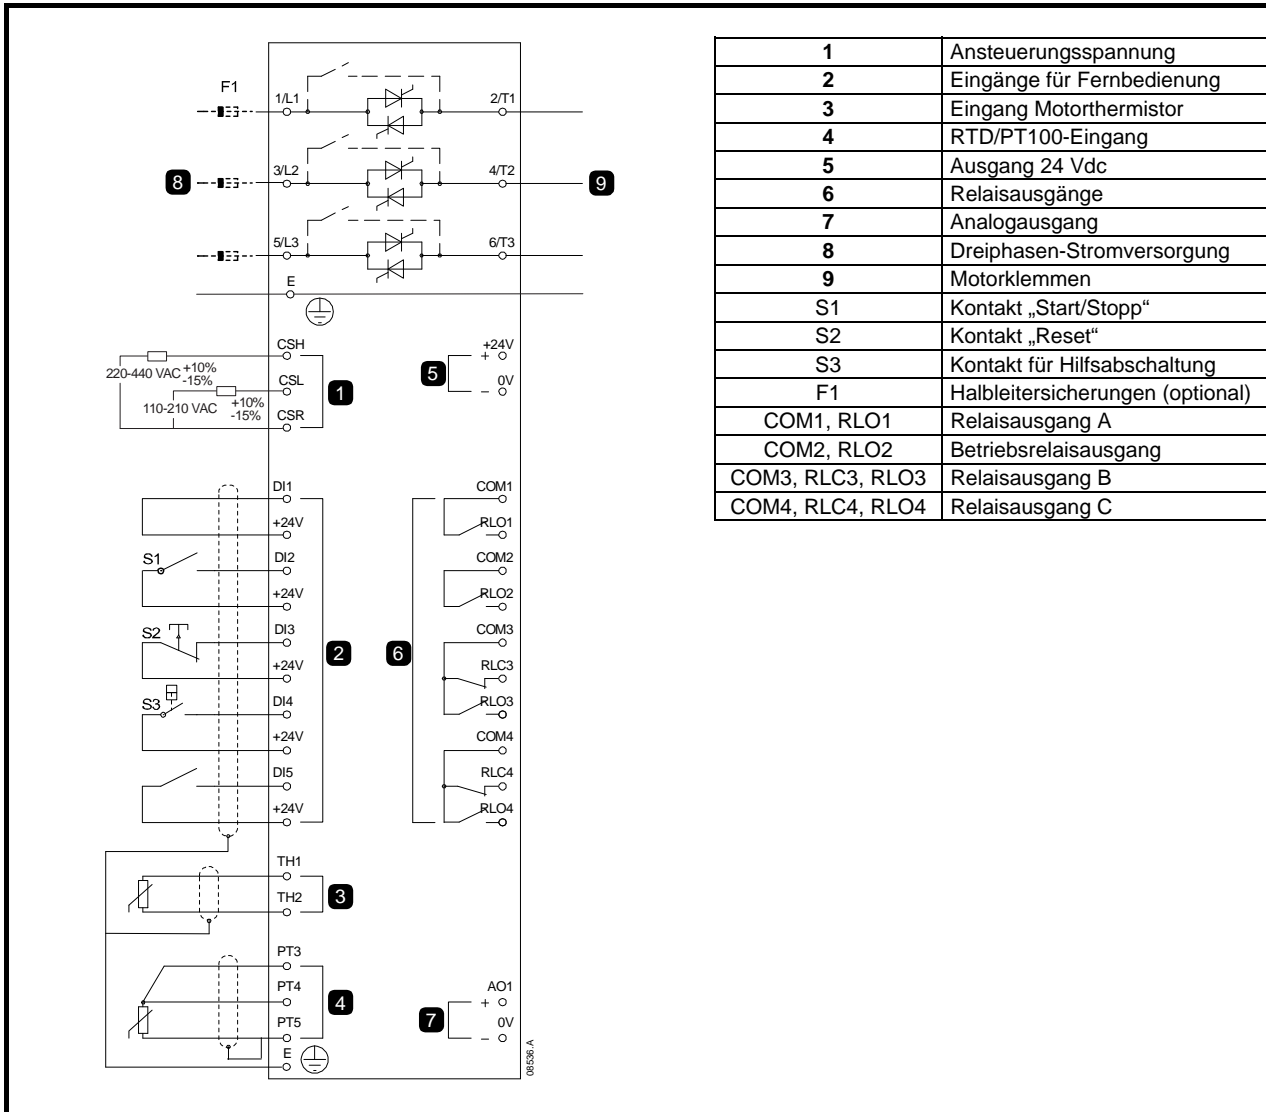 F1
1/L1
2/T1
3/L2
4/T2
8
9
5/L3
6/T3
E
CSH
220-440 VAC +10%
-15%
CSL
110-210 VAC +10%
-15%
CSR
1
+24V
+
5
0V
–
DI1
+24V
S1
DI2
+24V
S2
DI3
+24V
S3
DI4
+24V
DI5
+24V
2
COM1
RLO1
COM2
RLO2
COM3
RLC3
RLO3
COM4
RLC4
RLO4
6
TH1
TH2
3
PT3
PT4
PT5
E
4
AO1
+
7
0V
–
08536.A
1 Ansteuerungsspannung
2 Eingänge für Fernbedienung
3 Eingang Motorthermistor
4 RTD/PT100-Eingang
5 Ausgang 24 Vdc
6 Relaisausgänge
7 Analogausgang
8 Dreiphasen-Stromversorgung
9 Motorklemmen
S1 Kontakt „Start/Stopp“
S2 Kontakt „Reset“
S3 Kontakt für Hilfsabschaltung
F1 Halbleitersicherungen (optional)
COM1, RLO1 Relaisausgang A
COM2, RLO2 Betriebsrelaisausgang
COM3, RLC3, RLO3 Relaisausgang B
COM4, RLC4, RLO4 Relaisausgang C